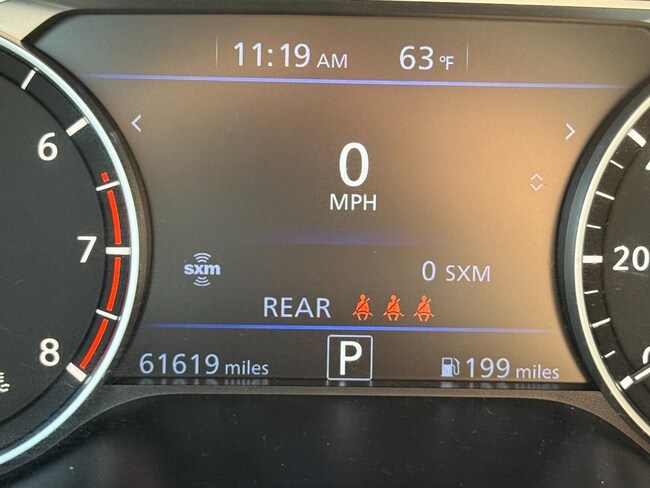 11:19 AM 63 °F
0
MPH
6
7
8
20
sxm 0 SXM
REAR
61619 miles P 199 miles